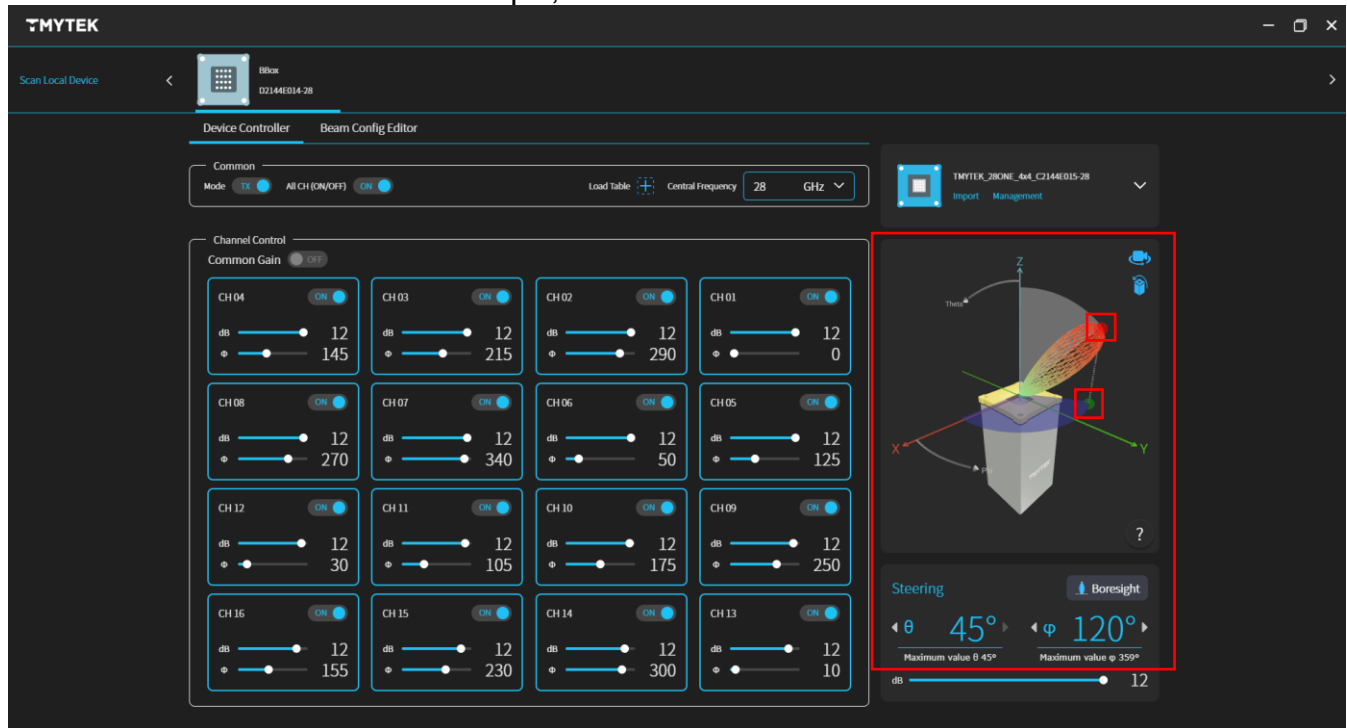 TMYTEK
Scan Local Device
BBox
D2144E014-28
Device Controller Beam Config Editor
Common
Mode TX All CH (ON/OFF) ON Load Table Central Frequency 28 GHz
TMYTEK_28ONE_4x4_C2144E015-28
Import Management
Channel Control
Common Gain OFF
CH 04 ON CH 03 ON CH 02 ON CH 01 ON
dB 12 dB 12 dB 12 dB 12
Φ 145 Φ 215 Φ 290 Φ 0
CH 08 ON CH 07 ON CH 06 ON CH 05 ON
dB 12 dB 12 dB 12 dB 12
Φ 270 Φ 340 Φ 50 Φ 125
CH 12 ON CH 11 ON CH 10 ON CH 09 ON
dB 12 dB 12 dB 12 dB 12
Φ 30 Φ 105 Φ 175 Φ 250
CH 16 ON CH 15 ON CH 14 ON CH 13 ON
dB 12 dB 12 dB 12 dB 12
Φ 155 Φ 230 Φ 300 Φ 10
Z
Theta
X
Phi
Y
TMYTEK
?
Steering Boresight
θ 45° φ 120°
Maximum value θ 45° Maximum value φ 359°
dB 12